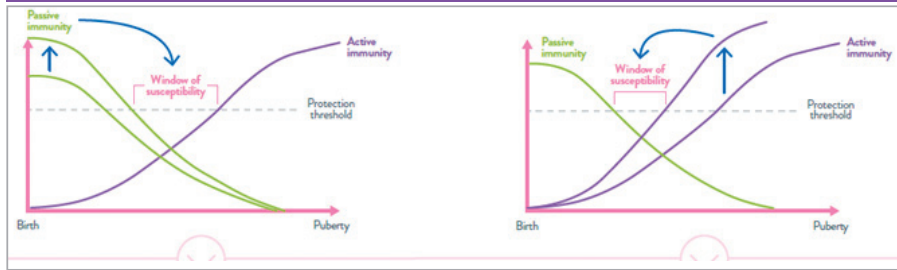 Passive
immunity
Window of
susceptibility
Active
immunity
Protection
threshold
Birth
Puberty
Passive
immunity
Window of
susceptibility
Active
immunity
Protection
threshold
Birth
Puberty